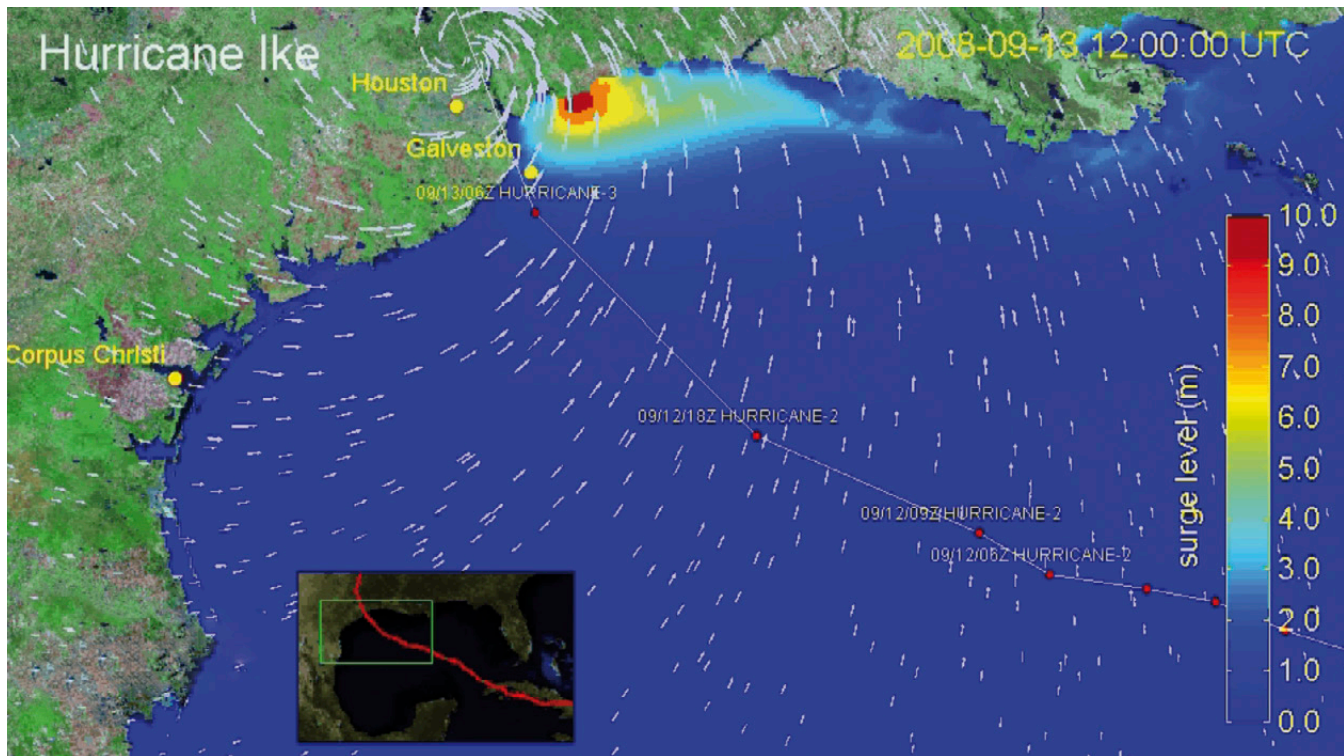 Hurricane Ike
2008-09-13 12:00:00 UTC
Houston
Galveston
09/13/06Z HURRICANE-3
Corpus Christi
09/12/18Z HURRICANE-2
09/12/09Z HURRICANE-2
09/12/06Z HURRICANE-2
surge level (m)
10.0
9.0
8.0
7.0
6.0
5.0
4.0
3.0
2.0
1.0
0.0